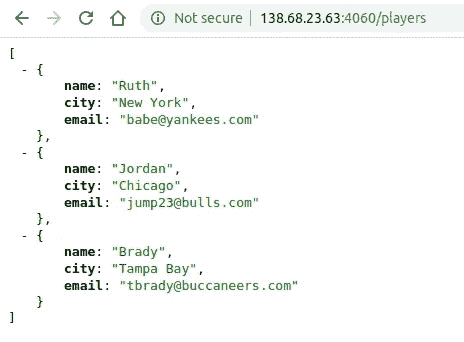 Not secure | 138.68.23.63:4060/players
[
- {
name: "Ruth",
city: "New York",
email: "babe@yankees.com"
},
- {
name: "Jordan",
city: "Chicago",
email: "jump23@bulls.com"
},
- {
name: "Brady",
city: "Tampa Bay",
email: "tbrady@buccaneers.com"
}
]